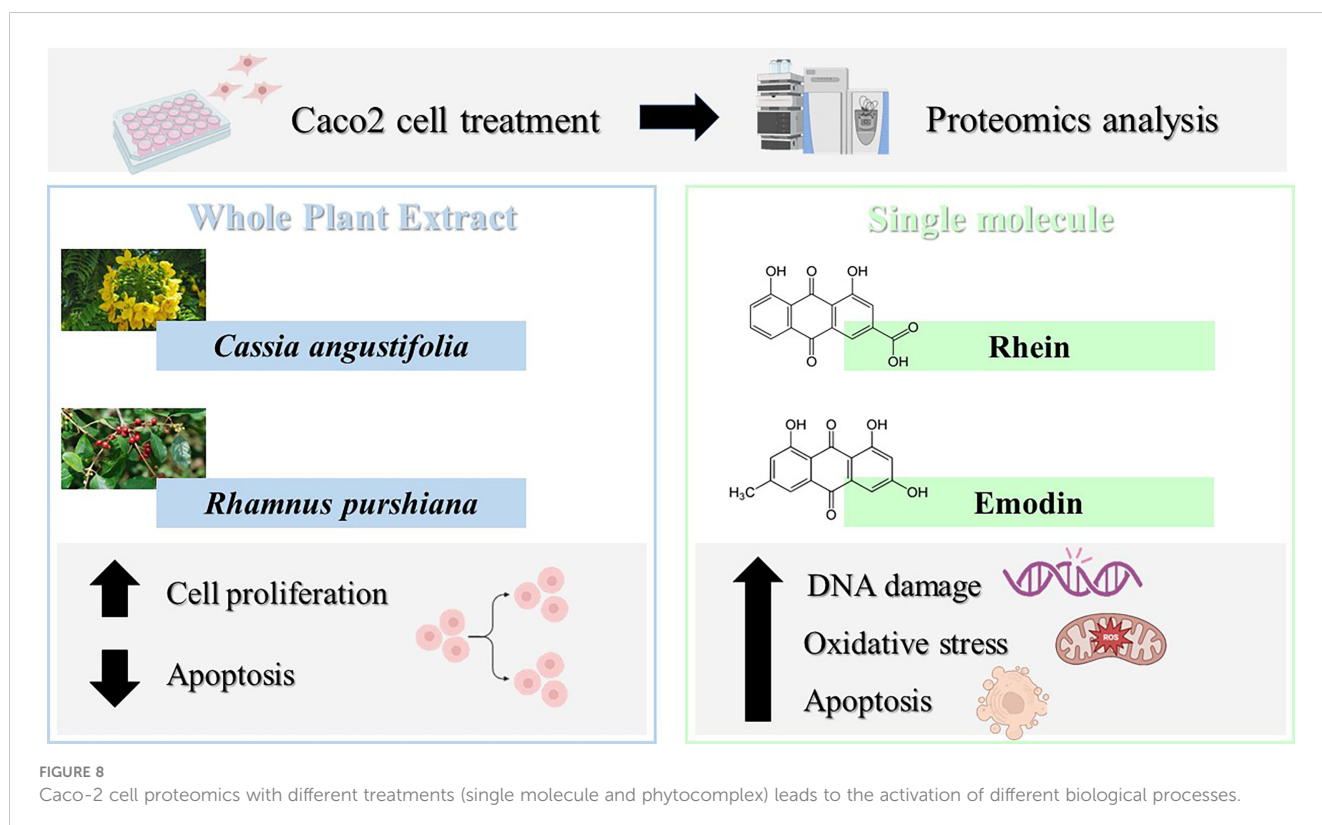 Caco2 cell treatment
Proteomics analysis
Whole Plant Extract
Cassia angustifolia
Rhamnus purshiana
Cell proliferation
Apoptosis
Single molecule
OH O OH
O
O
OH
Rhein
OH O OH
H₃C
O
OH
Emodin
DNA damage
Oxidative stress
ROS
Apoptosis
FIGURE 8
Caco-2 cell proteomics with different treatments (single molecule and phytocomplex) leads to the activation of different biological processes.